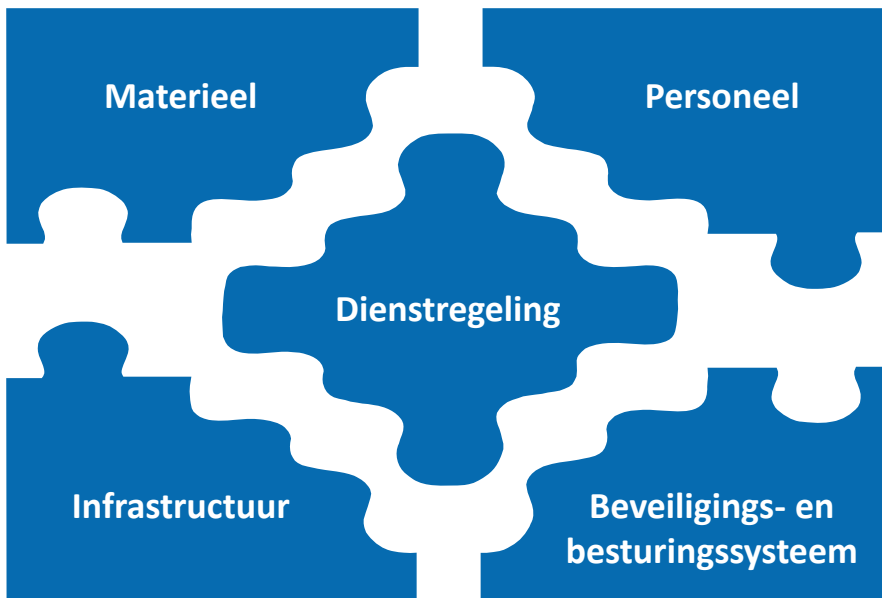 Materieel
Personeel
Dienstregeling
Infrastructuur
Beveiligings- en
besturingssysteem